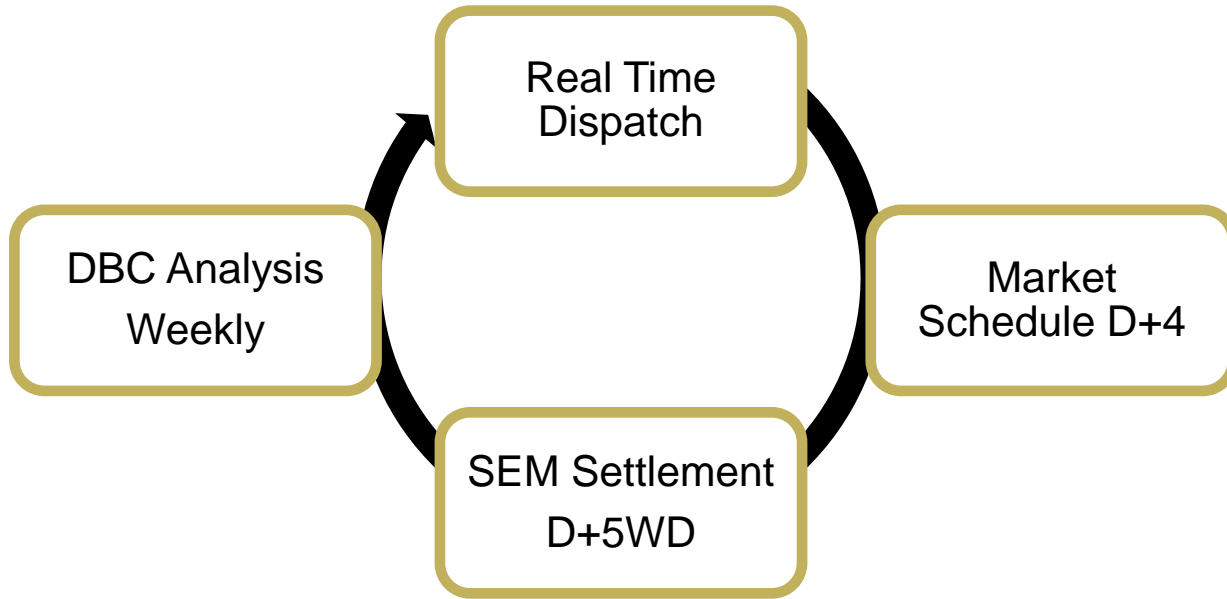 Real Time
Dispatch
DBC Analysis
Weekly
Market
Schedule D+4
SEM Settlement
D+5WD